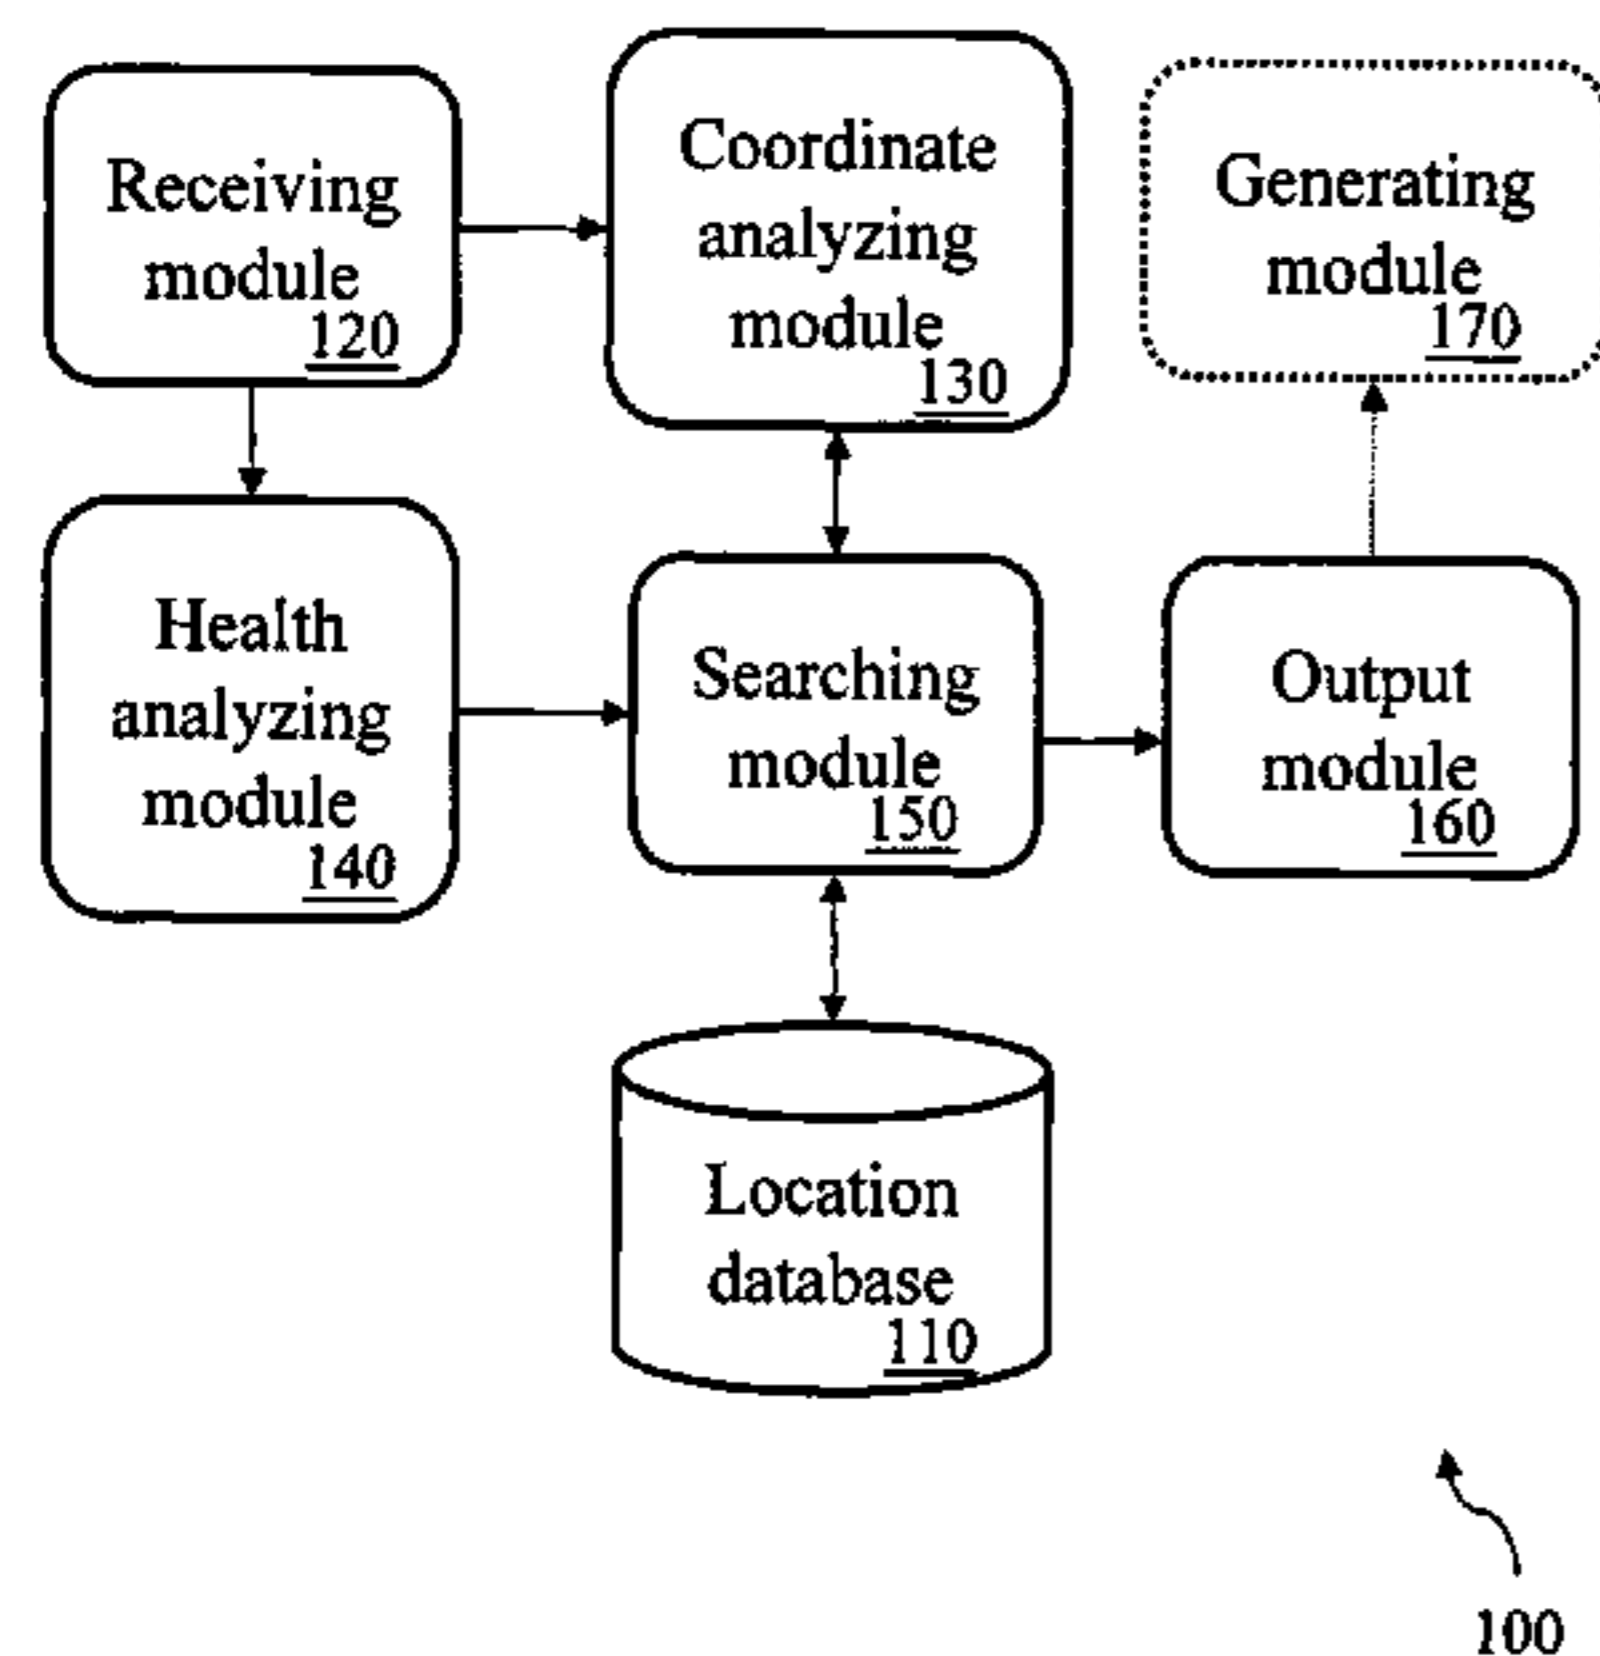 Receiving
module
120
Coordinate
analyzing
module
130
Generating
module
170
Health
analyzing
module
140
Searching
module
150
Output
module
160
Location
database
110
100